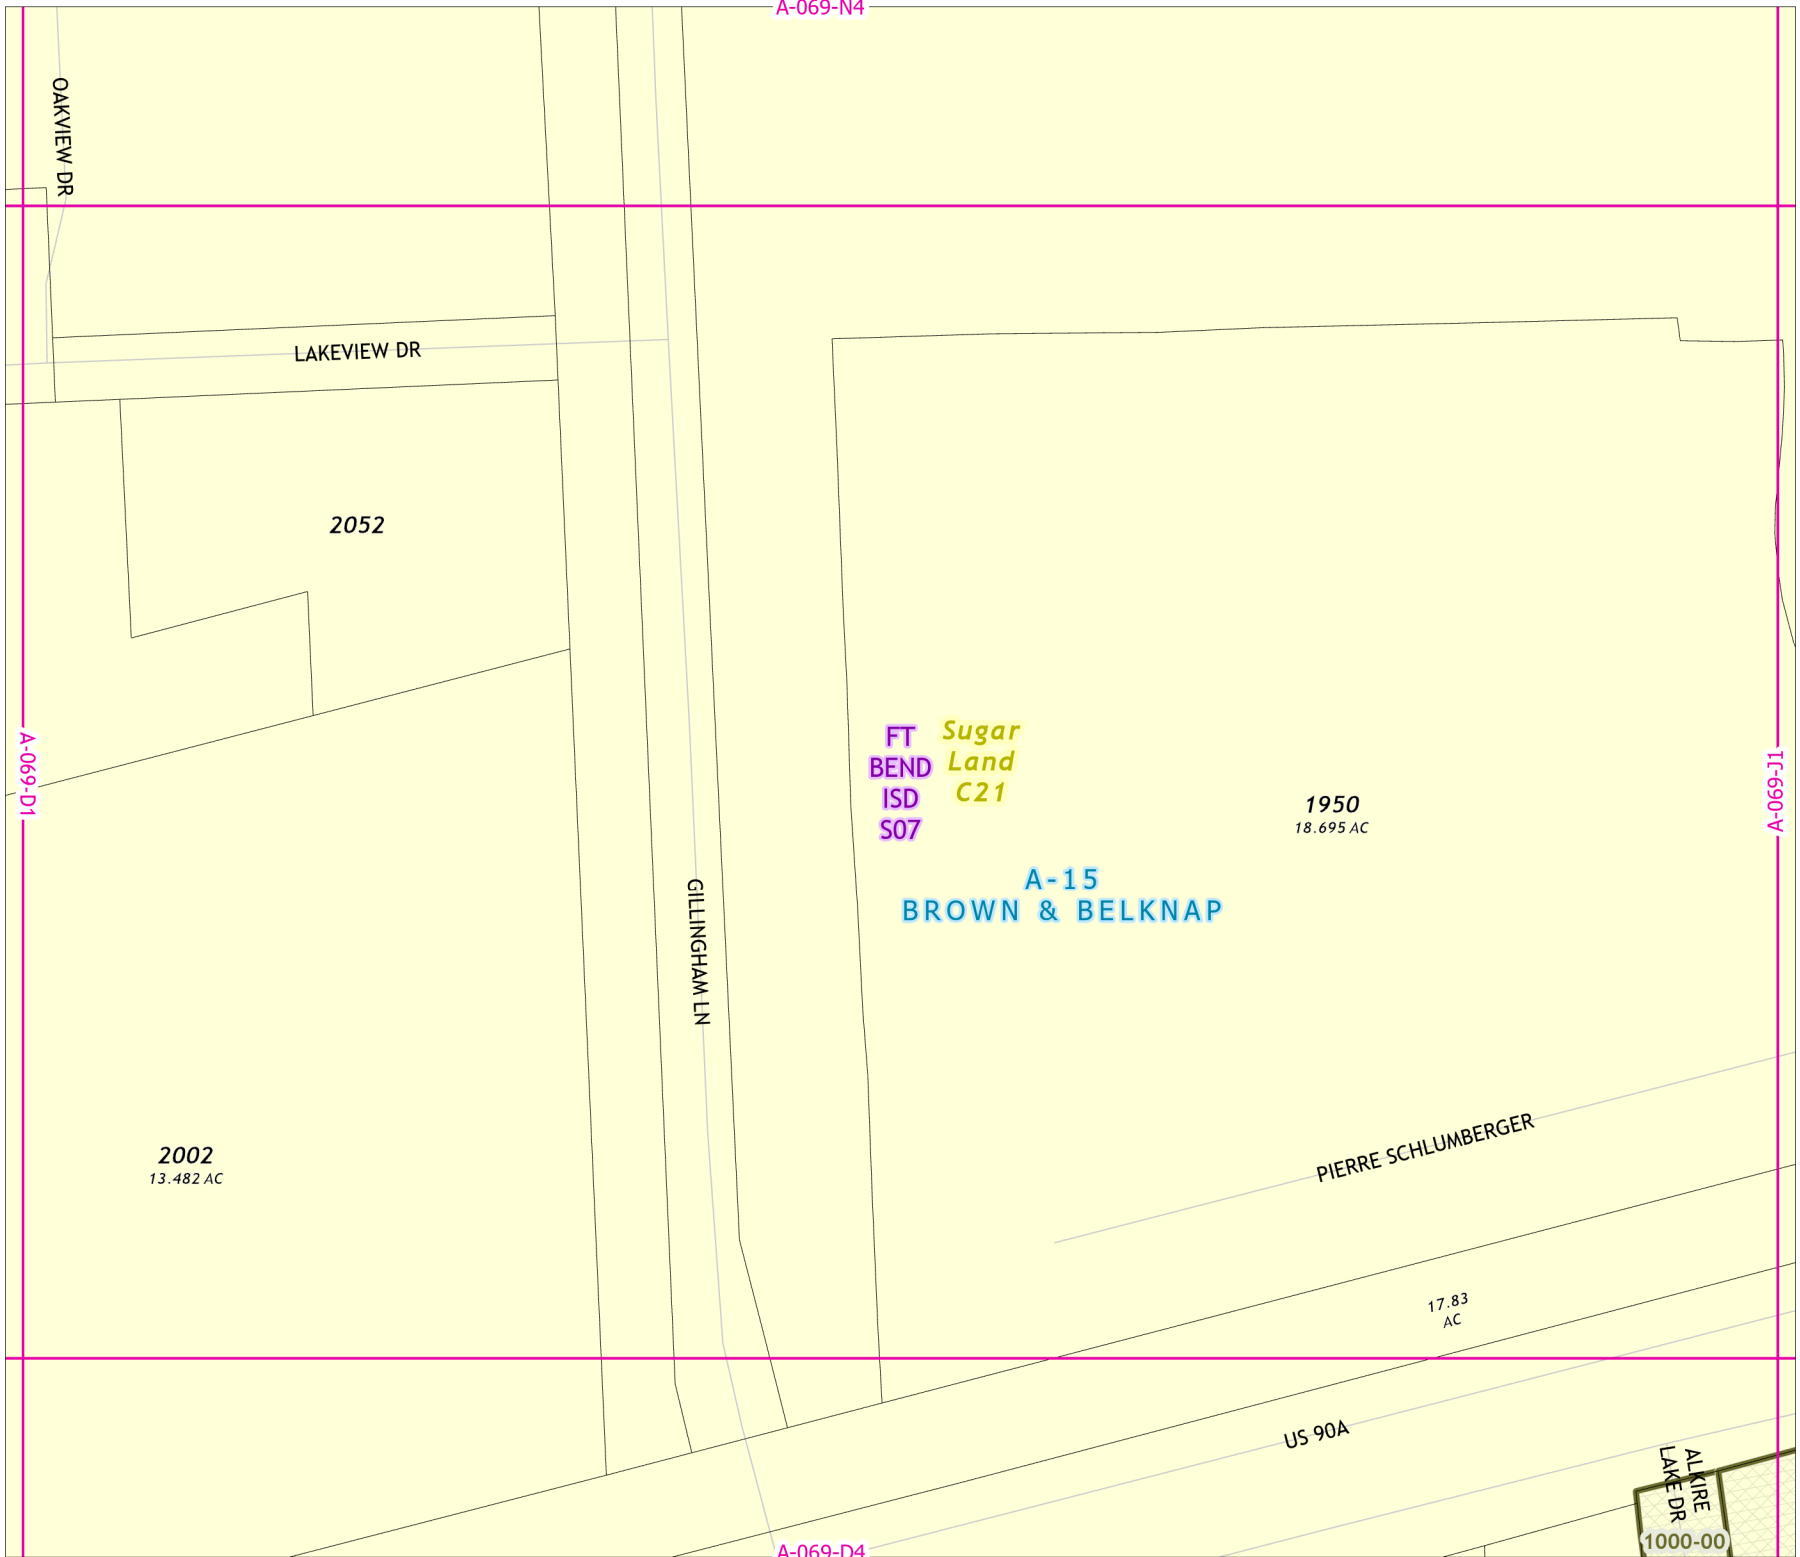 A-069-N4
OAKVIEW DR
LAKEVIEW DR
2052
FT
BEND
ISD
S07
Sugar
Land
C21
A-069-D1
A-069-J1
1950
18.695 AC
A-15
BROWN & BELKNAP
GILLINGHAM LN
PIERRE SCHLUMBERGER
2002
13.482 AC
17.83
AC
US 90A
ALKIRE
LAKE DR
1000-00
A-069-D4